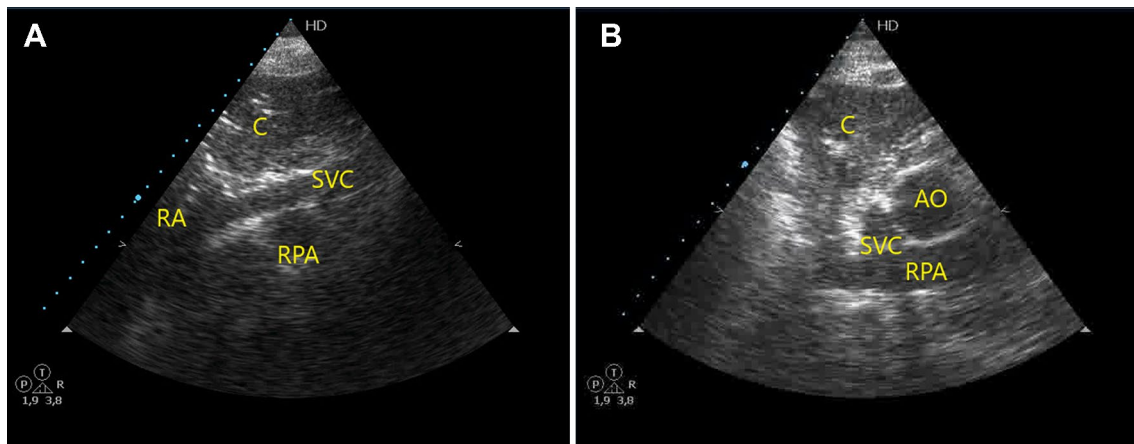 A
HD
C
SVC
RA
RPA
P T R
1,9 3,8
B
HD
C
AO
SVC
RPA
P T R
1,9 3,8